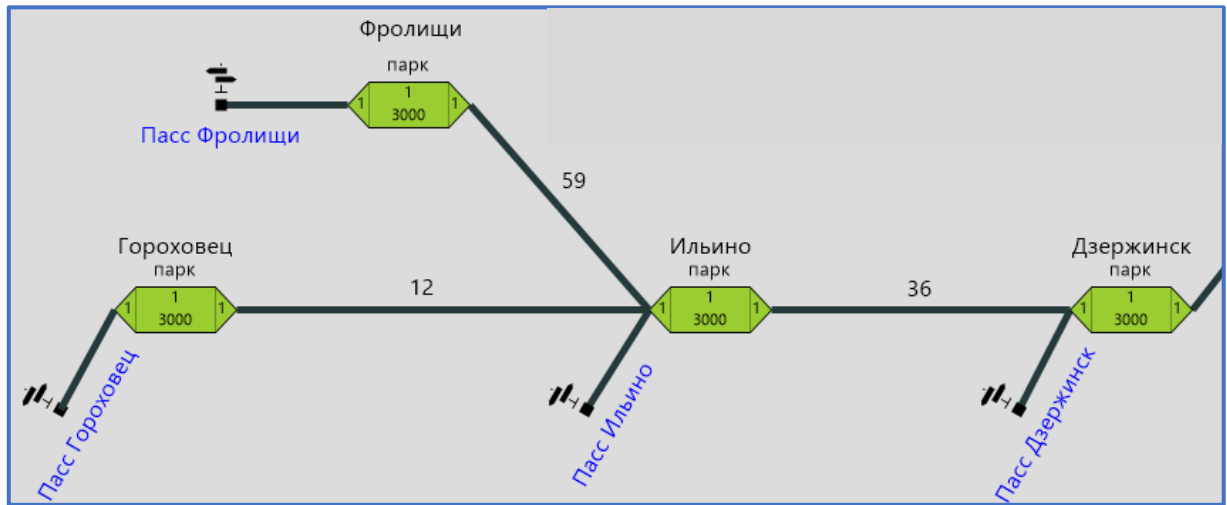 Фролищи
парк
1
1 1
3000
Пасс Фролищи
59
Гороховец
парк
1
1 1
3000
12
Ильино
парк
1
1 1
3000
36
Дзержинск
парк
1
1 1
3000
Пасс Гороховец
Пасс Ильино
Пасс Дзержинск